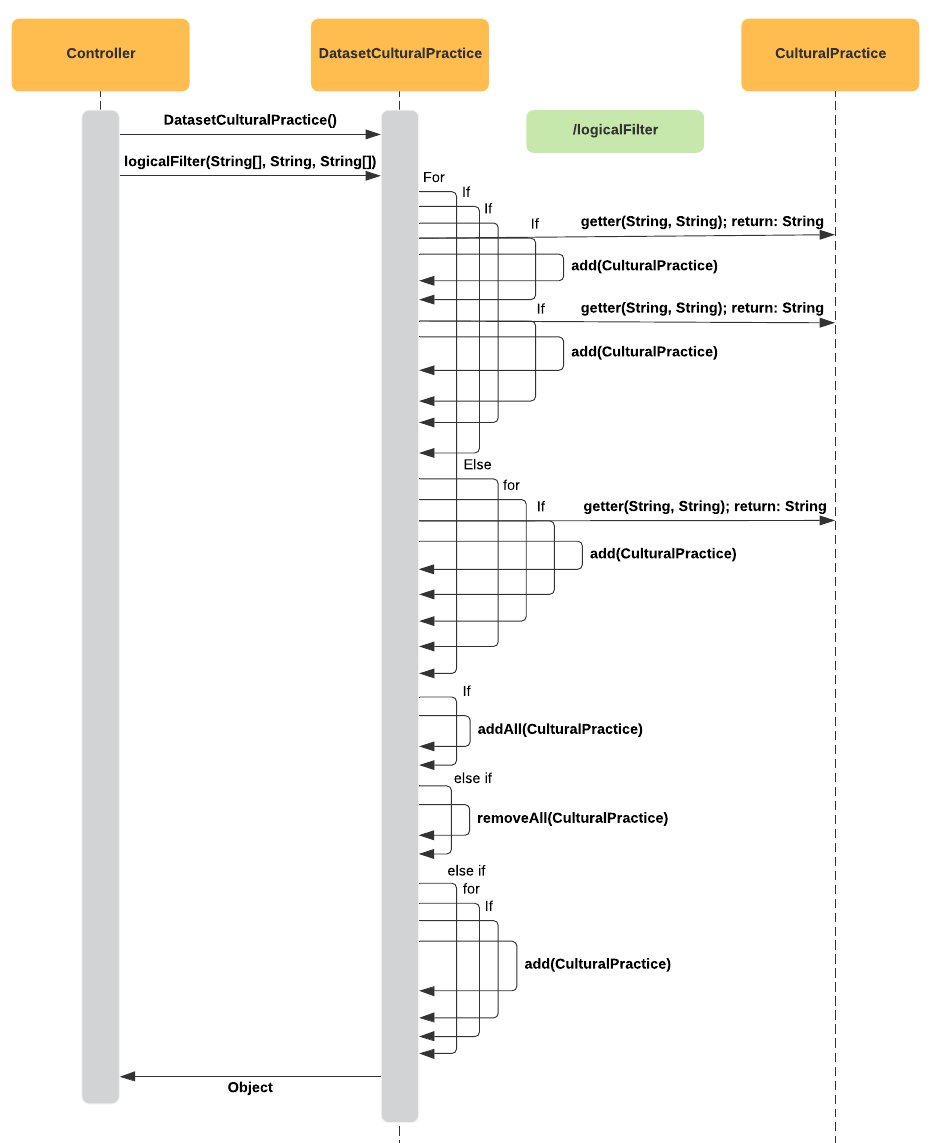 Controller
DatasetCulturalPractice
CulturalPractice
DatasetCulturalPractice()
/logicalFilter
logicalFilter(String[], String, String[])
For
If
If
If
getter(String, String); return: String
add(CulturalPractice)
If
getter(String, String); return: String
add(CulturalPractice)
Else
for
If
getter(String, String); return: String
add(CulturalPractice)
If
addAll(CulturalPractice)
else if
removeAll(CulturalPractice)
else if
for
If
add(CulturalPractice)
Object